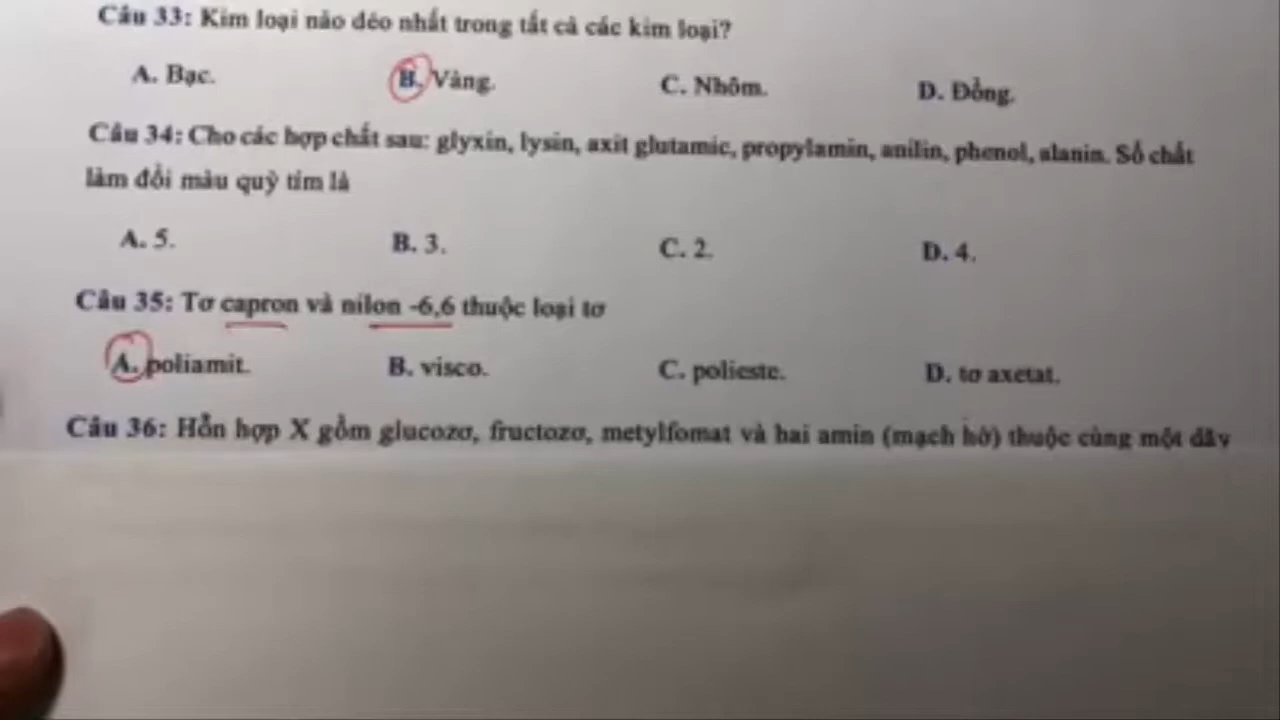 Câu 33: Kim loại nào dẻo nhất trong tất cả các kim loại?
A. Bạc. B. Vàng. C. Nhôm. D. Đồng.
Câu 34: Cho các hợp chất sau: glyxin, lysin, axit glutamic, propylamin, anilin, phenol, alanin. Số chất
làm đổi màu quỳ tím là
A. 5. B. 3. C. 2. D. 4.
Câu 35: Tơ capron và nilon -6,6 thuộc loại tơ
A. poliamit. B. visco. C. polieste. D. tơ axetat.
Câu 36: Hỗn hợp X gồm glucozơ, fructozơ, metylfomat và hai amin (mạch hở) thuộc cùng một dãy